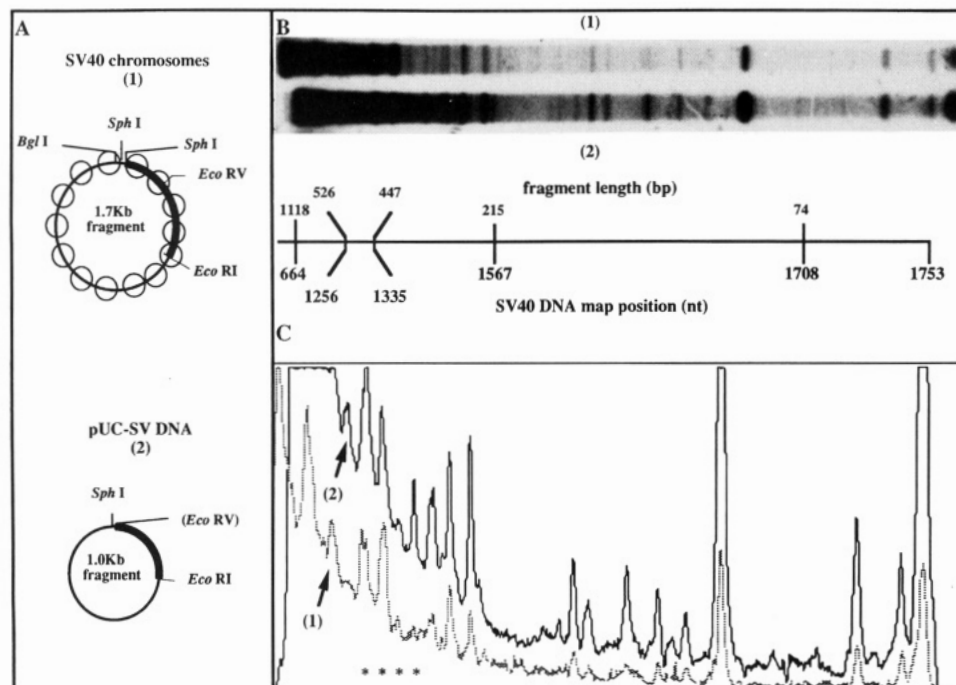 A
SV40 chromosomes
(1)
Sph I
Bgl I
Sph I
Eco RV
1.7Kb
fragment
Eco RI
pUC-SV DNA
(2)
Sph I
(Eco RV)
1.0Kb
fragment
Eco RI
B
(1)
(2)
fragment length (bp)
1118 526 447 215 74
664 1256 1335 1567 1708 1753
SV40 DNA map position (nt)
C
(2)
(1)
* * * *